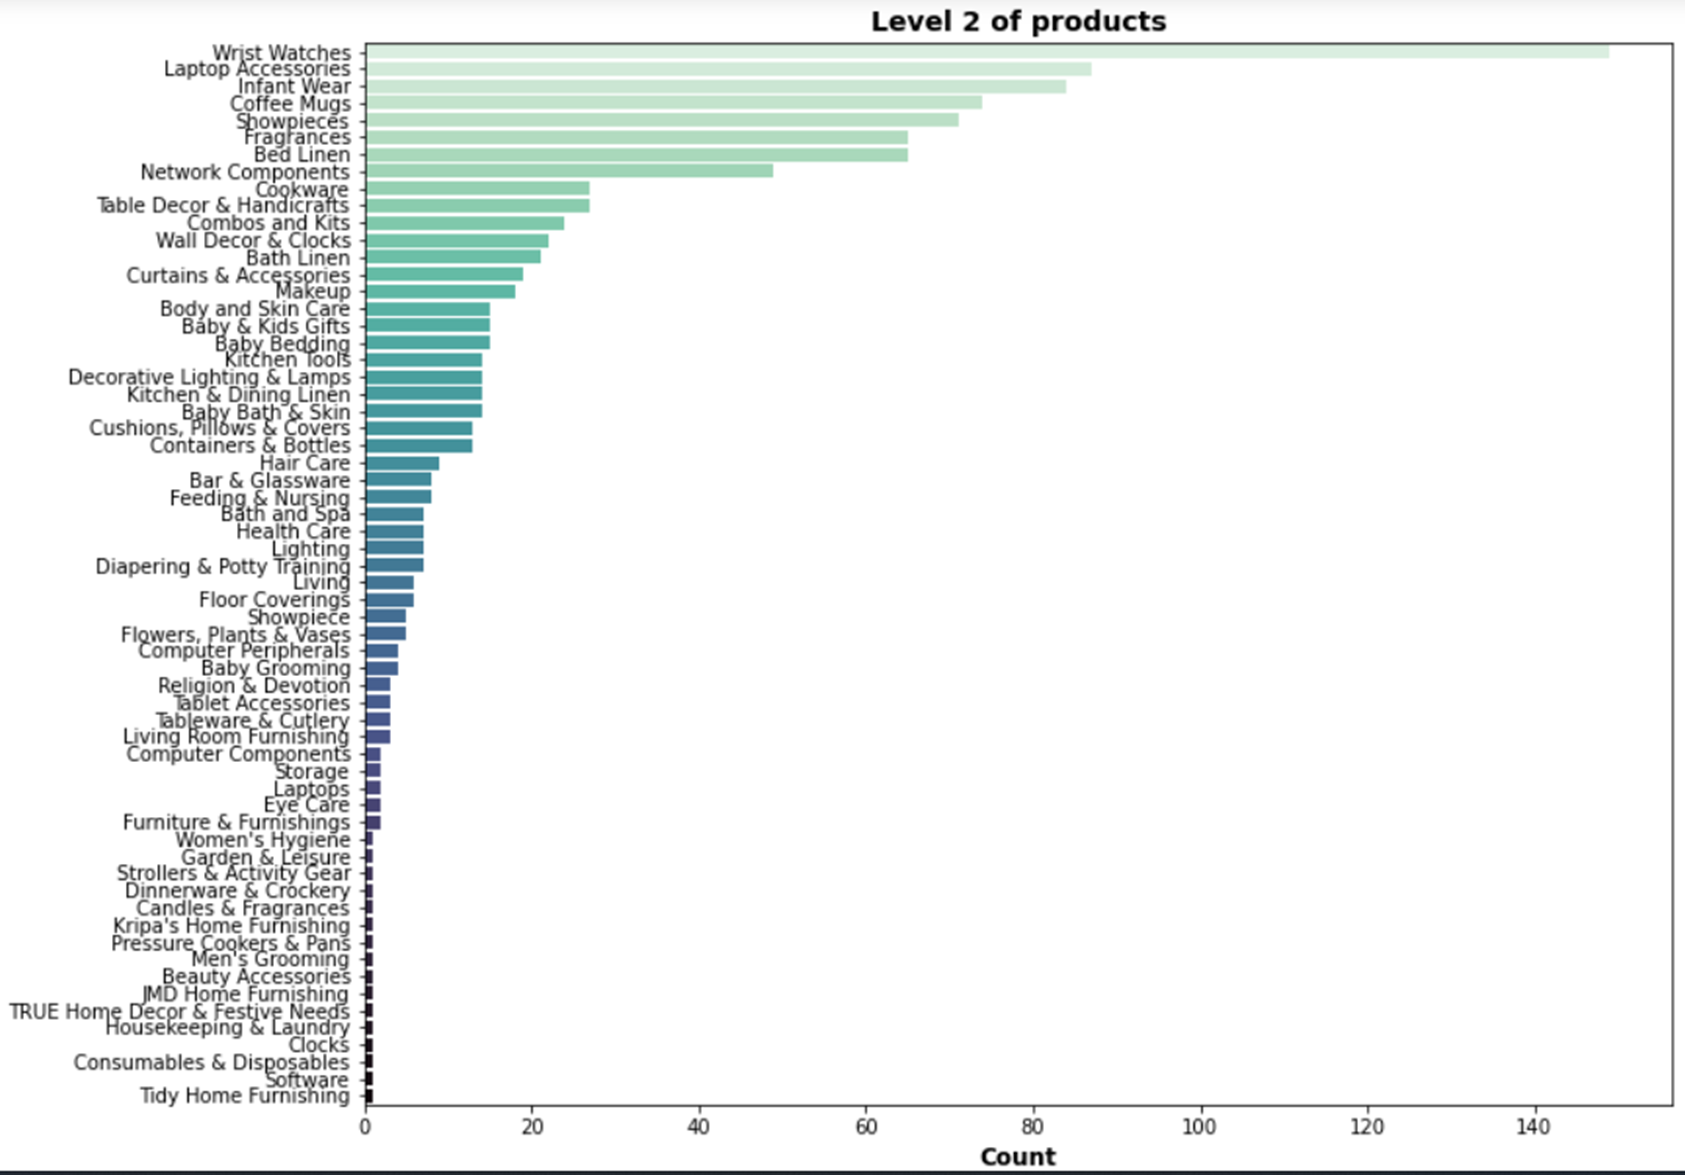 Level 2 of products
Wrist Watches
Laptop Accessories
Infant Wear
Coffee Mugs
Showpieces
Fragrances
Bed Linen
Network Components
Cookware
Table Decor & Handicrafts
Combos and Kits
Wall Decor & Clocks
Bath Linen
Curtains & Accessories
Makeup
Body and Skin Care
Baby & Kids Gifts
Baby Bedding
Kitchen Tools
Decorative Lighting & Lamps
Kitchen & Dining Linen
Baby Bath & Skin
Cushions, Pillows & Covers
Containers & Bottles
Hair Care
Bar & Glassware
Feeding & Nursing
Bath and Spa
Health Care
Lighting
Diapering & Potty Training
Living
Floor Coverings
Showpiece
Flowers, Plants & Vases
Computer Peripherals
Baby Grooming
Religion & Devotion
Tablet Accessories
Tableware & Cutlery
Living Room Furnishing
Computer Components
Storage
Laptops
Eye Care
Furniture & Furnishings
Women's Hygiene
Garden & Leisure
Strollers & Activity Gear
Dinnerware & Crockery
Candles & Fragrances
Kripa's Home Furnishing
Pressure Cookers & Pans
Men's Grooming
Beauty Accessories
JMD Home Furnishing
TRUE Home Decor & Festive Needs
Housekeeping & Laundry
Clocks
Consumables & Disposables
Software
Tidy Home Furnishing
0 20 40 60 80 100 120 140
Count